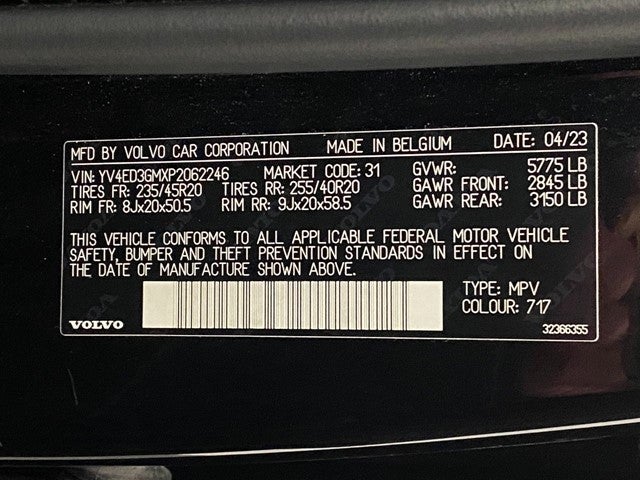 MFD BY VOLVO CAR CORPORATION MADE IN BELGIUM DATE: 04/23
VIN: YV4ED3GMXP2062246 MARKET CODE: 31 GVWR: 5775 LB
TIRES FR: 235/45R20 TIRES RR: 255/40R20 GAWR FRONT: 2845 LB
RIM FR: 8Jx20x50.5 RIM RR: 9Jx20x58.5 GAWR REAR: 3150 LB
THIS VEHICLE CONFORMS TO ALL APPLICABLE FEDERAL MOTOR VEHICLE
SAFETY, BUMPER AND THEFT PREVENTION STANDARDS IN EFFECT ON
THE DATE OF MANUFACTURE SHOWN ABOVE.
TYPE: MPV
COLOUR: 717
VOLVO 32366355